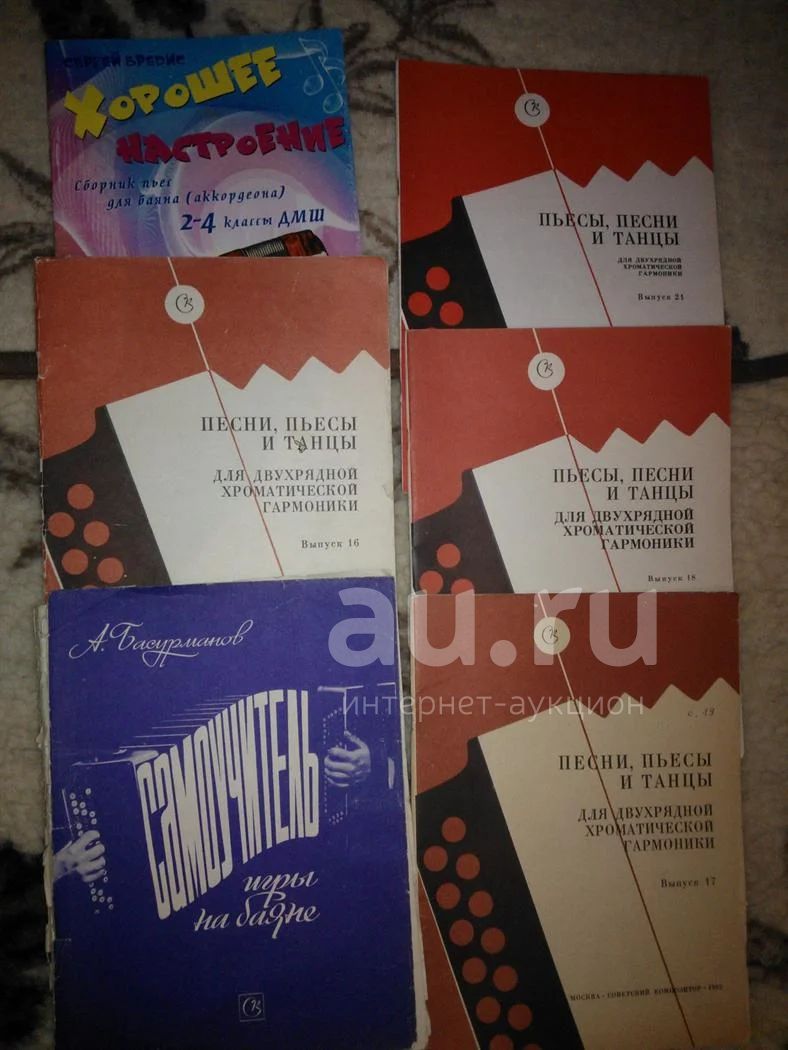 СЕРГЕЙ БРЕДИС
ХОРОШЕЕ
НАСТРОЕНИЕ
Сборник пьес
для баяна (аккордеона)
2-4 классы ДМШ
ПЬЕСЫ, ПЕСНИ
И ТАНЦЫ
ДЛЯ ДВУХРЯДНОЙ
ХРОМАТИЧЕСКОЙ
ГАРМОНИКИ
Выпуск 21
ПЕСНИ, ПЬЕСЫ
И ТАНЦЫ
ДЛЯ ДВУХРЯДНОЙ
ХРОМАТИЧЕСКОЙ
ГАРМОНИКИ
Выпуск 16
ПЬЕСЫ, ПЕСНИ
И ТАНЦЫ
ДЛЯ ДВУХРЯДНОЙ
ХРОМАТИЧЕСКОЙ
ГАРМОНИКИ
Выпуск 18
А. Басурманов
САМОУЧИТЕЛЬ
игры
на баяне
с. 19
ПЕСНИ, ПЬЕСЫ
И ТАНЦЫ
ДЛЯ ДВУХРЯДНОЙ
ХРОМАТИЧЕСКОЙ
ГАРМОНИКИ
Выпуск 17
МОСКВА - СОВЕТСКИЙ КОМПОЗИТОР -
au.ru
интернет-аукцион